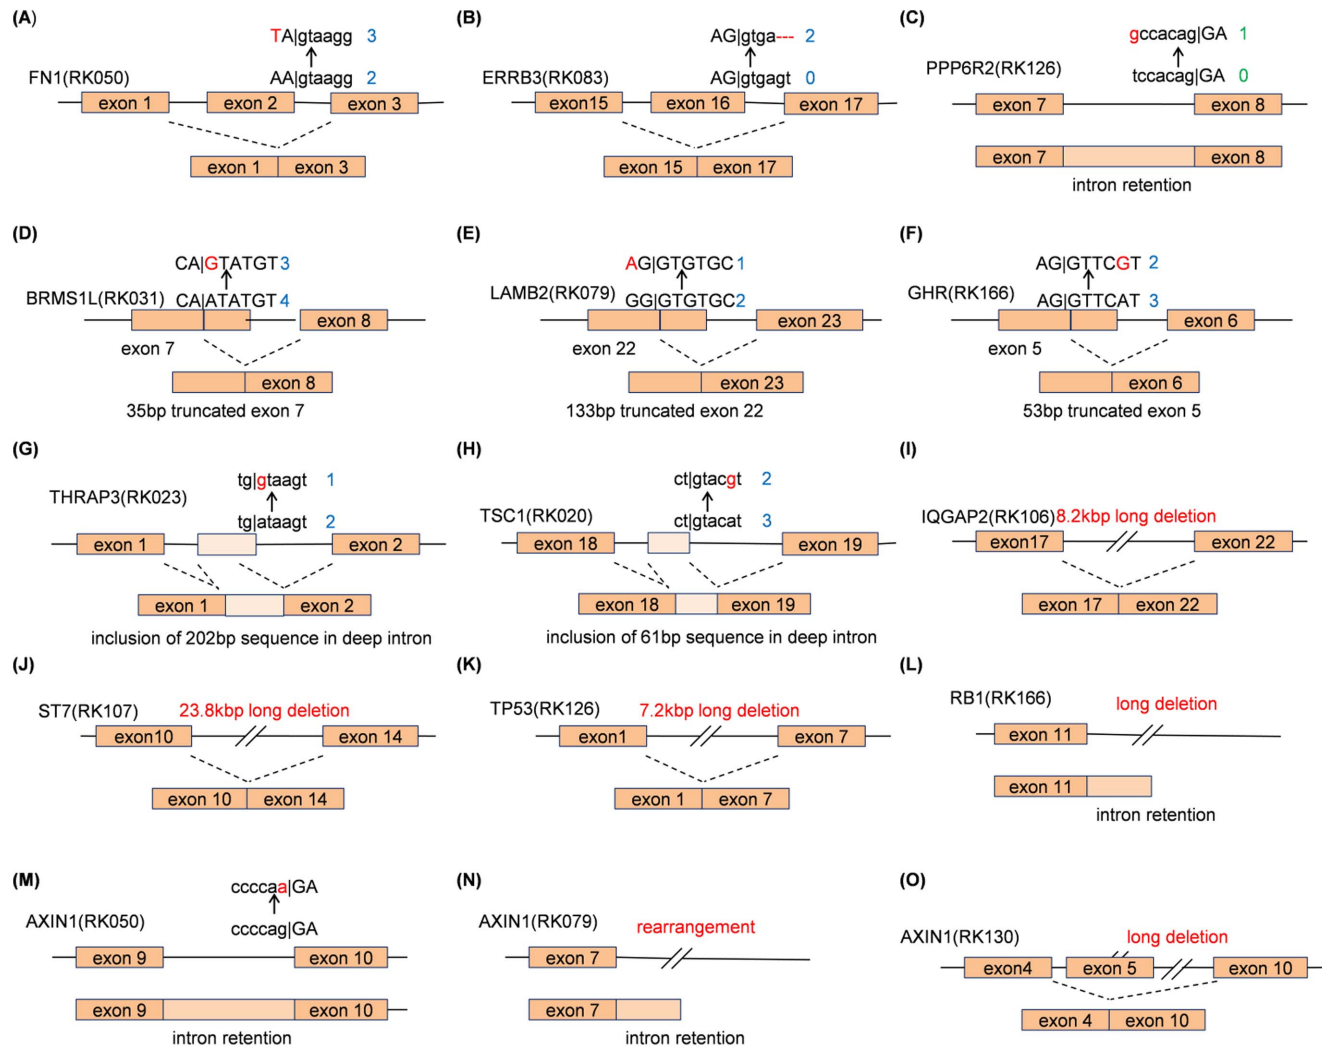 (A)
TA|gtaagg 3
AA|gtaagg 2
FN1(RK050)
exon 1 exon 2 exon 3
exon 1 exon 3
(B)
AG|gtga--- 2
AG|gtgagt 0
ERRB3(RK083)
exon15 exon 16 exon 17
exon 15 exon 17
(C)
gccacag|GA 1
tccacag|GA 0
PPP6R2(RK126)
exon 7 exon 8
exon 7 exon 8
intron retention
(D)
CA|GTATGT 3
CA|ATATGT 4
BRMS1L(RK031)
exon 8
exon 7
exon 8
35bp truncated exon 7
(E)
AG|GTGTGC 1
GG|GTGTGC 2
LAMB2(RK079)
exon 23
exon 22
exon 23
133bp truncated exon 22
(F)
AG|GTTCGT 2
AG|GTTCAT 3
GHR(RK166)
exon 6
exon 5
exon 6
53bp truncated exon 5
(G)
tg|gtaagt 1
tg|ataagt 2
THRAP3(RK023)
exon 1 exon 2
exon 1 exon 2
inclusion of 202bp sequence in deep intron
(H)
ct|gtacgt 2
ct|gtacat 3
TSC1(RK020)
exon 18 exon 19
exon 18 exon 19
inclusion of 61bp sequence in deep intron
(I)
IQGAP2(RK106) 8.2kbp long deletion
exon17 exon 22
exon 17 exon 22
(J)
ST7(RK107) 23.8kbp long deletion
exon10 exon 14
exon 10 exon 14
(K)
TP53(RK126) 7.2kbp long deletion
exon1 exon 7
exon 1 exon 7
(L)
RB1(RK166) long deletion
exon 11
exon 11
intron retention
(M)
ccccaa|GA
ccccag|GA
AXIN1(RK050)
exon 9 exon 10
exon 9 exon 10
intron retention
(N)
AXIN1(RK079)
rearrangement
exon 7
exon 7
intron retention
(O)
AXIN1(RK130) long deletion
exon4 exon 5 exon 10
exon 4 exon 10